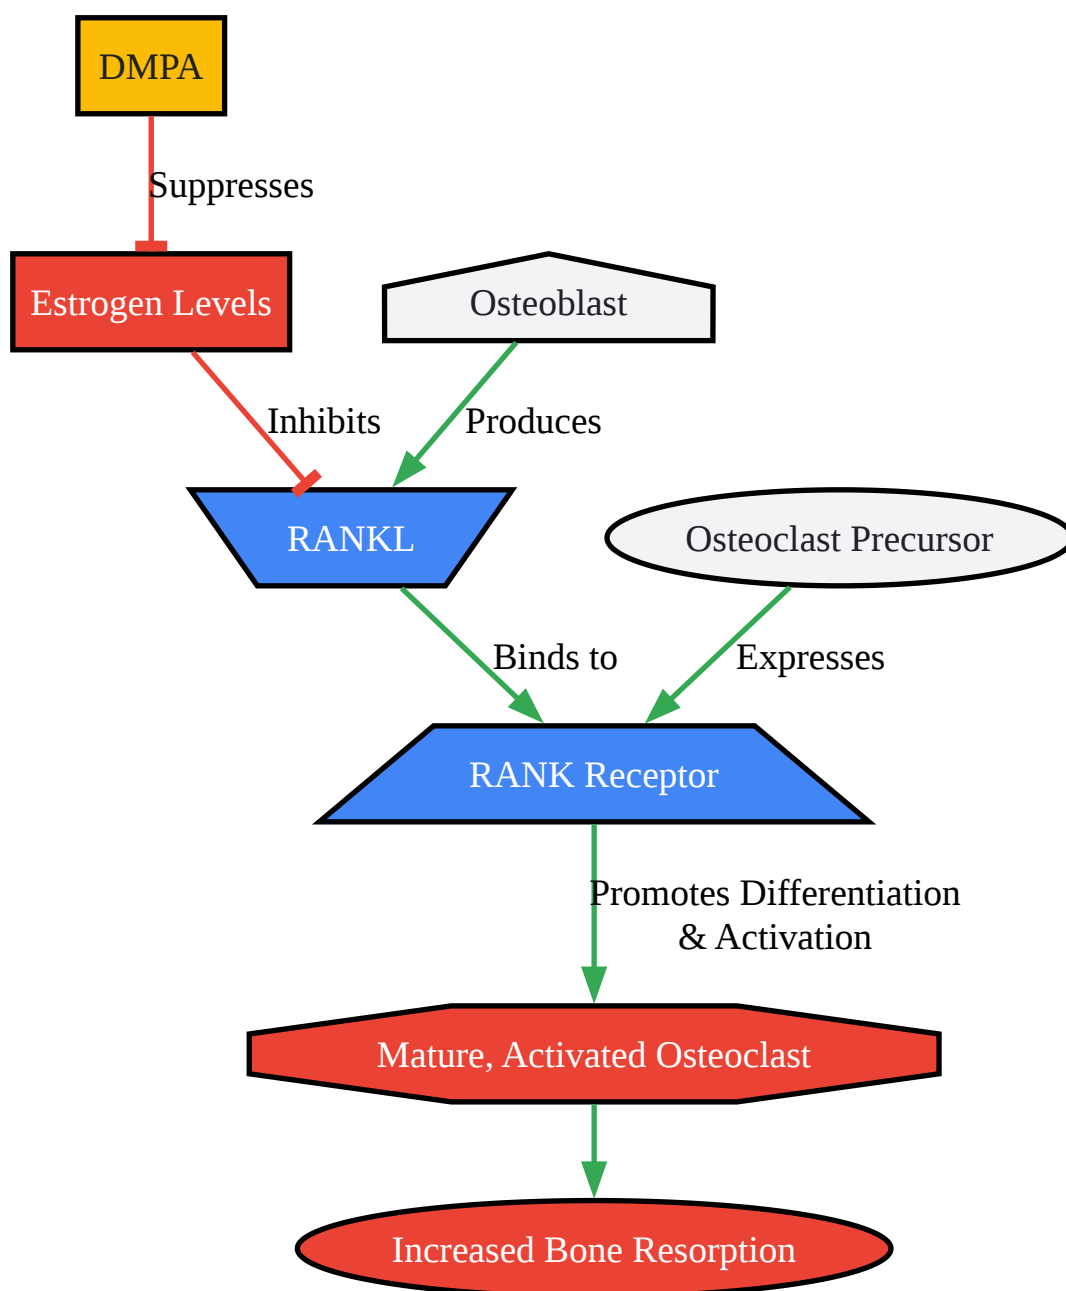 DMPA
Suppresses
Estrogen Levels
Osteoblast
Inhibits
Produces
RANKL
Osteoclast Precursor
Binds to
Expresses
RANK Receptor
Promotes Differentiation
& Activation
Mature, Activated Osteoclast
Increased Bone Resorption